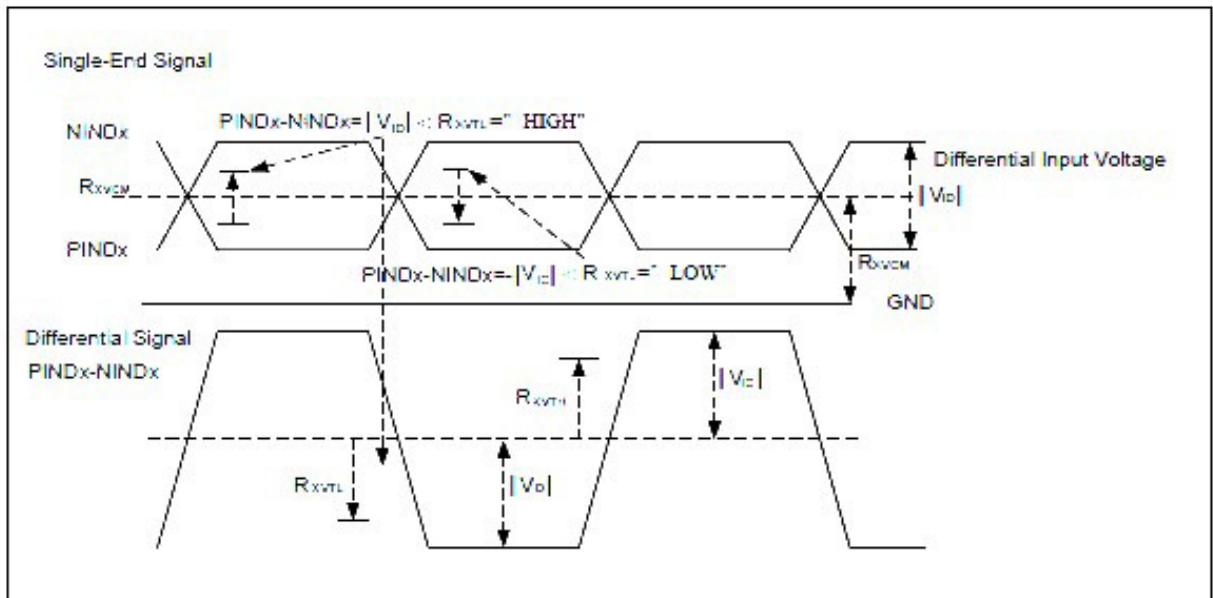 Single-End Signal
PINDx-NINDx=|VID| < RXVTL=" HIGH"
NINDx
Differential Input Voltage
RXVCM
|VID|
PINDx
PINDx-NINDx=-|VID| < RXVTL=" LOW"
RXVCM
GND
Differential Signal
PINDx-NINDx
|VID|
RXVTH
RXVTL
|VD|